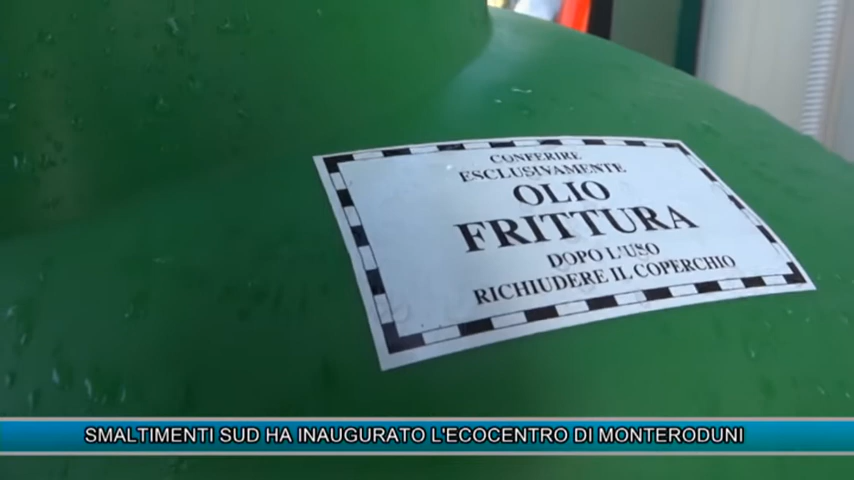 CONFERIRE
ESCLUSIVAMENTE
OLIO
FRITTURA
DOPO L'USO
RICHIUDERE IL COPERCHIO
SMALTIMENTI SUD HA INAUGURATO L'ECOCENTRO DI MONTERODUNI